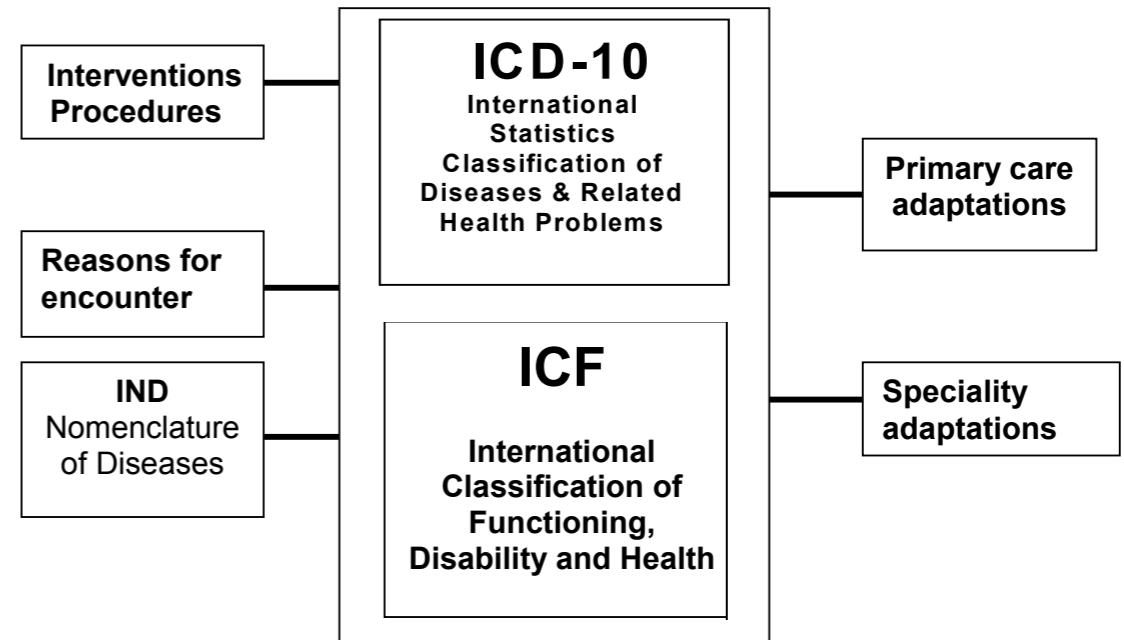 Interventions
Procedures
Reasons for
encounter
IND
Nomenclature
of Diseases
ICD-10
International
Statistics
Classification of
Diseases & Related
Health Problems
ICF
International
Classification of
Functioning,
Disability and Health
Primary care
adaptations
Speciality
adaptations